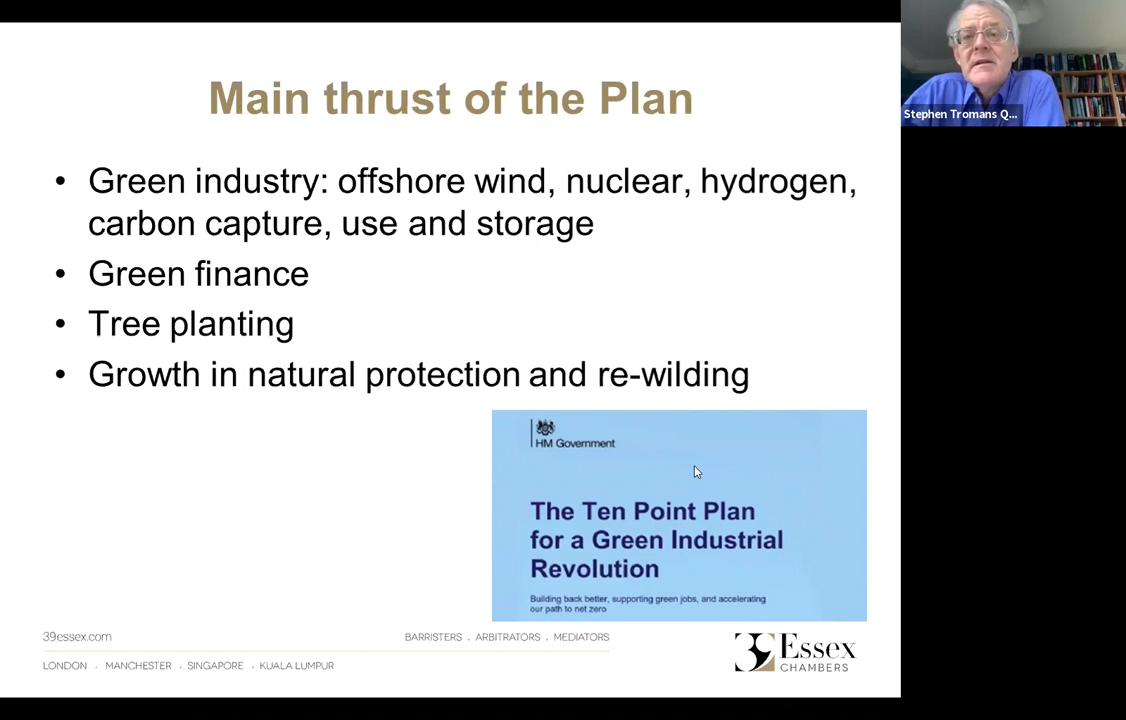 Main thrust of the Plan
Stephen Tromans Q...
• Green industry: offshore wind, nuclear, hydrogen,
carbon capture, use and storage
• Green finance
• Tree planting
• Growth in natural protection and re-wilding
HM Government
The Ten Point Plan
for a Green Industrial
Revolution
Building back better, supporting green jobs, and accelerating
our path to net zero
39essex.com
BARRISTERS . ARBITRATORS . MEDIATORS
LONDON . MANCHESTER . SINGAPORE . KUALA LUMPUR
39 Essex
CHAMBERS